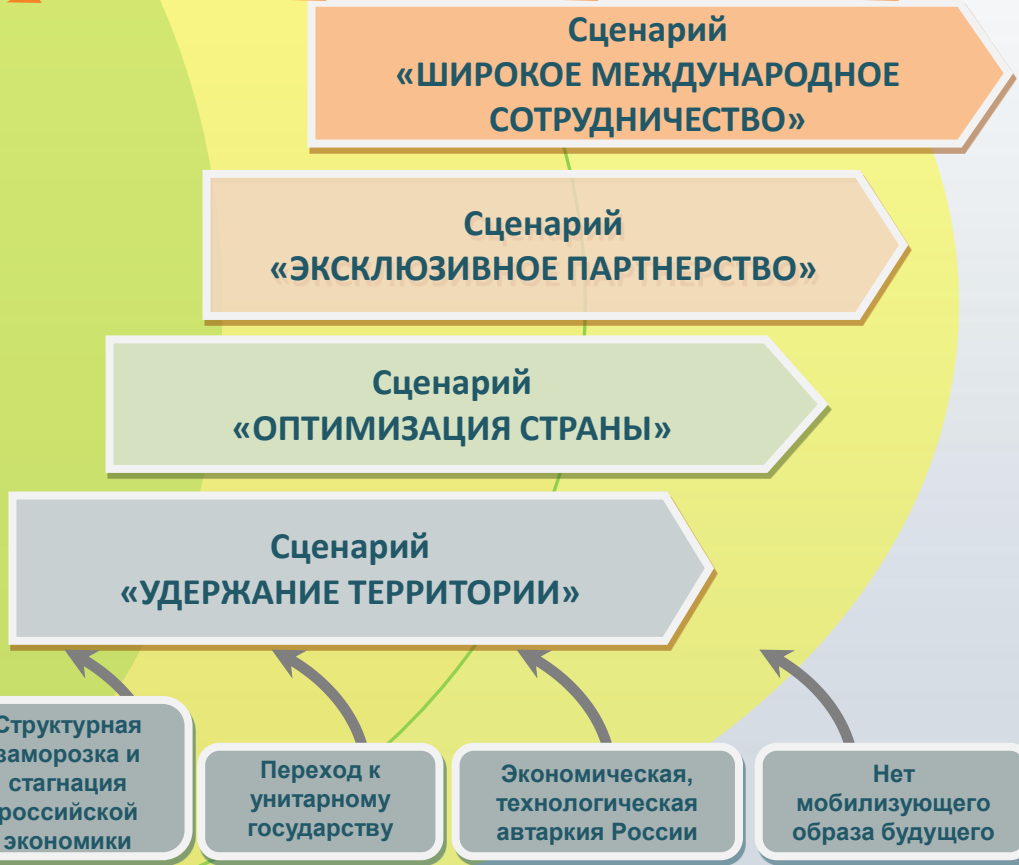 Сценарий
«ШИРОКОЕ МЕЖДУНАРОДНОЕ
СОТРУДНИЧЕСТВО»
Сценарий
«ЭКСКЛЮЗИВНОЕ ПАРТНЕРСТВО»
Сценарий
«ОПТИМИЗАЦИЯ СТРАНЫ»
Сценарий
«УДЕРЖАНИЕ ТЕРРИТОРИИ»
Структурная
заморозка и
стагнация
российской
экономики
Переход к
унитарному
государству
Экономическая,
технологическая
автаркия России
Нет
мобилизующего
образа будущего